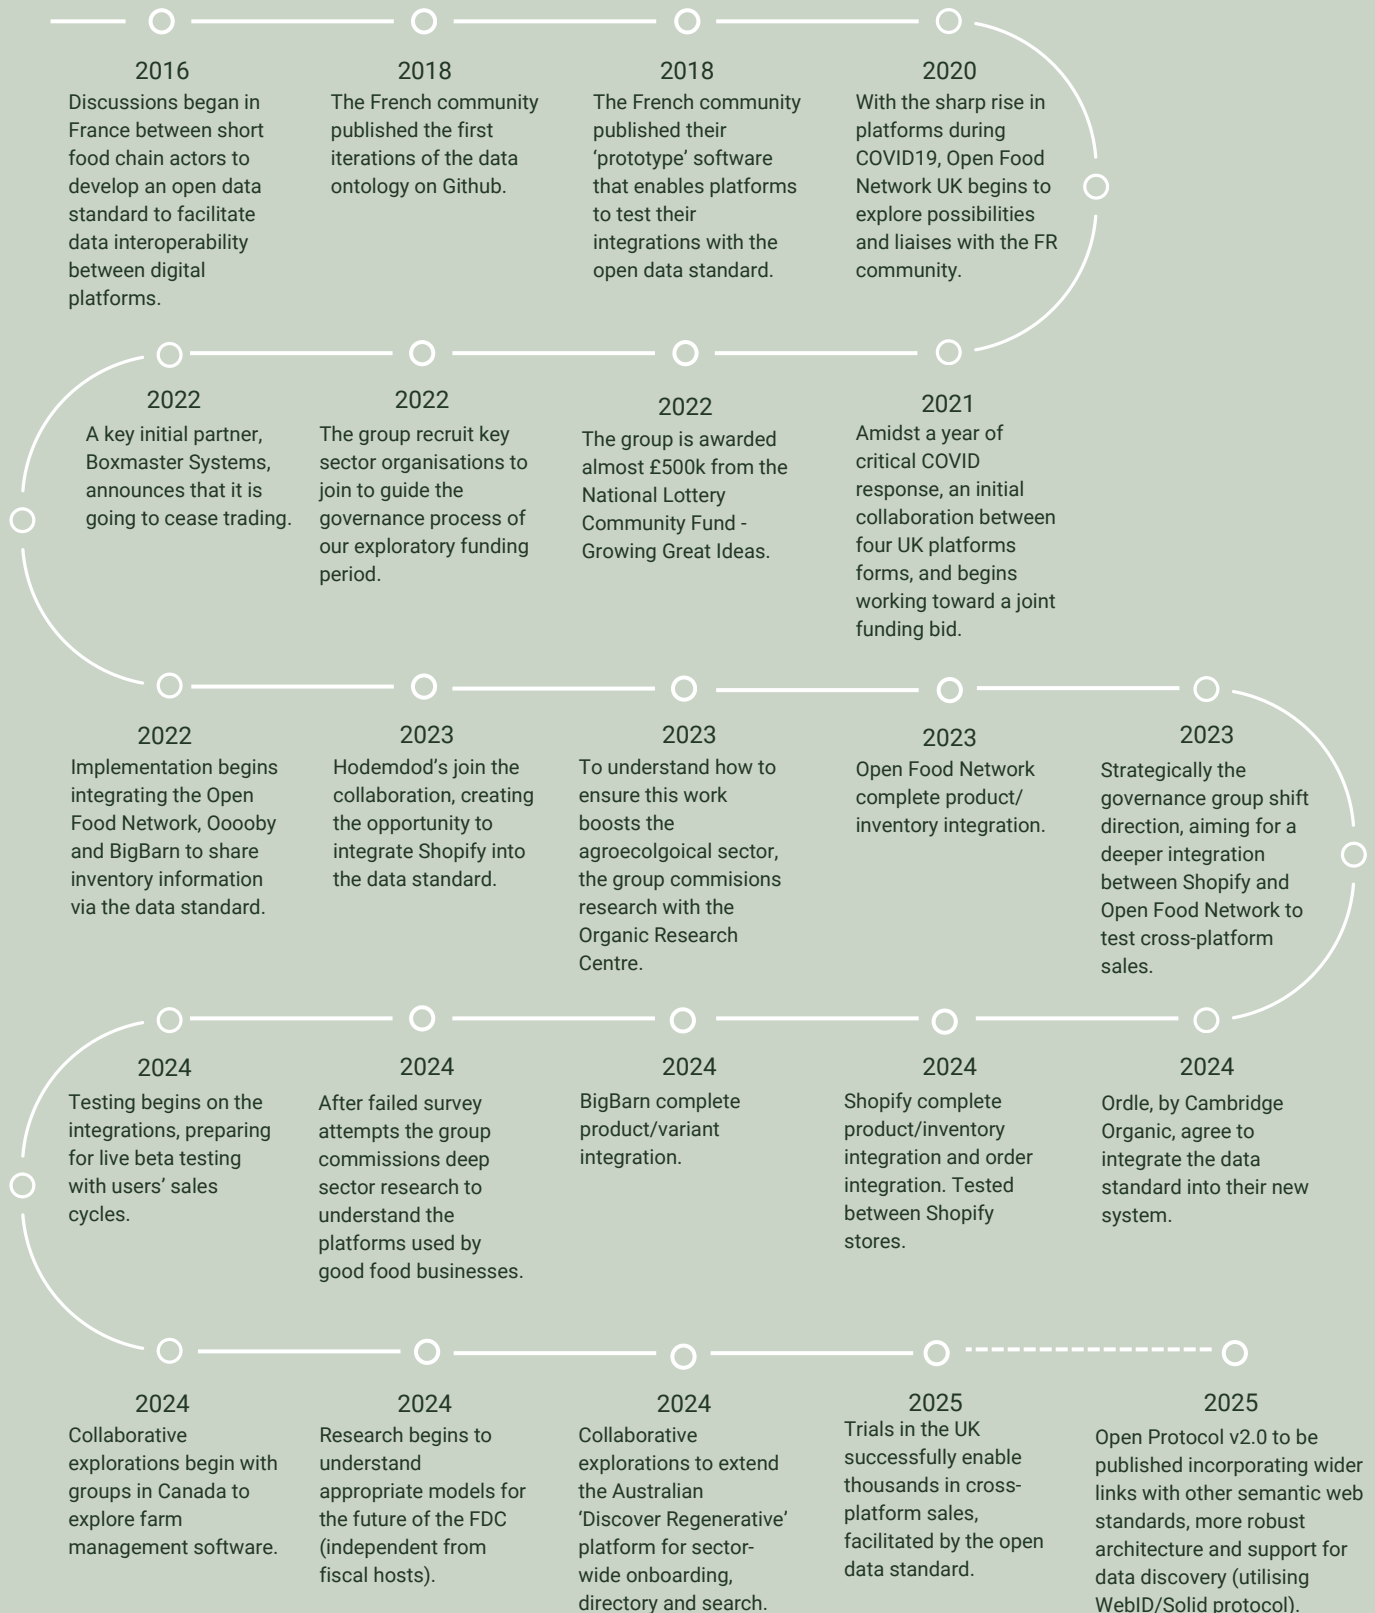 2016
Discussions began in
France between short
food chain actors to
develop an open data
standard to facilitate
data interoperability
between digital
platforms.
2018
The French community
published the first
iterations of the data
ontology on Github.
2018
The French community
published their
‘prototype’ software
that enables platforms
to test their
integrations with the
open data standard.
2020
With the sharp rise in
platforms during
COVID19, Open Food
Network UK begins to
explore possibilities
and liaises with the FR
community.
2021
Amidst a year of
critical COVID
response, an initial
collaboration between
four UK platforms
forms, and begins
working toward a joint
funding bid.
2022
The group is awarded
almost £500k from the
National Lottery
Community Fund -
Growing Great Ideas.
2022
The group recruit key
sector organisations to
join to guide the
governance process of
our exploratory funding
period.
2022
A key initial partner,
Boxmaster Systems,
announces that it is
going to cease trading.
2022
Implementation begins
integrating the Open
Food Network, Ooooby
and BigBarn to share
inventory information
via the data standard.
2023
Hodemdod’s join the
collaboration, creating
the opportunity to
integrate Shopify into
the data standard.
2023
To understand how to
ensure this work
boosts the
agroecolgoical sector,
the group commisions
research with the
Organic Research
Centre.
2023
Open Food Network
complete product/
inventory integration.
2023
Strategically the
governance group shift
direction, aiming for a
deeper integration
between Shopify and
Open Food Network to
test cross-platform
sales.
2024
Ordle, by Cambridge
Organic, agree to
integrate the data
standard into their new
system.
2024
Shopify complete
product/inventory
integration and order
integration. Tested
between Shopify
stores.
2024
BigBarn complete
product/variant
integration.
2024
After failed survey
attempts the group
commissions deep
sector research to
understand the
platforms used by
good food businesses.
2024
Testing begins on the
integrations, preparing
for live beta testing
with users’ sales
cycles.
2024
Collaborative
explorations begin with
groups in Canada to
explore farm
management software.
2024
Research begins to
understand
appropriate models for
the future of the FDC
(independent from
fiscal hosts).
2024
Collaborative
explorations to extend
the Australian
‘Discover Regenerative’
platform for sector-
wide onboarding,
directory and search.
2025
Trials in the UK
successfully enable
thousands in cross-
platform sales,
facilitated by the open
data standard.
2025
Open Protocol v2.0 to be
published incorporating wider
links with other semantic web
standards, more robust
architecture and support for
data discovery (utilising
WebID/Solid protocol).